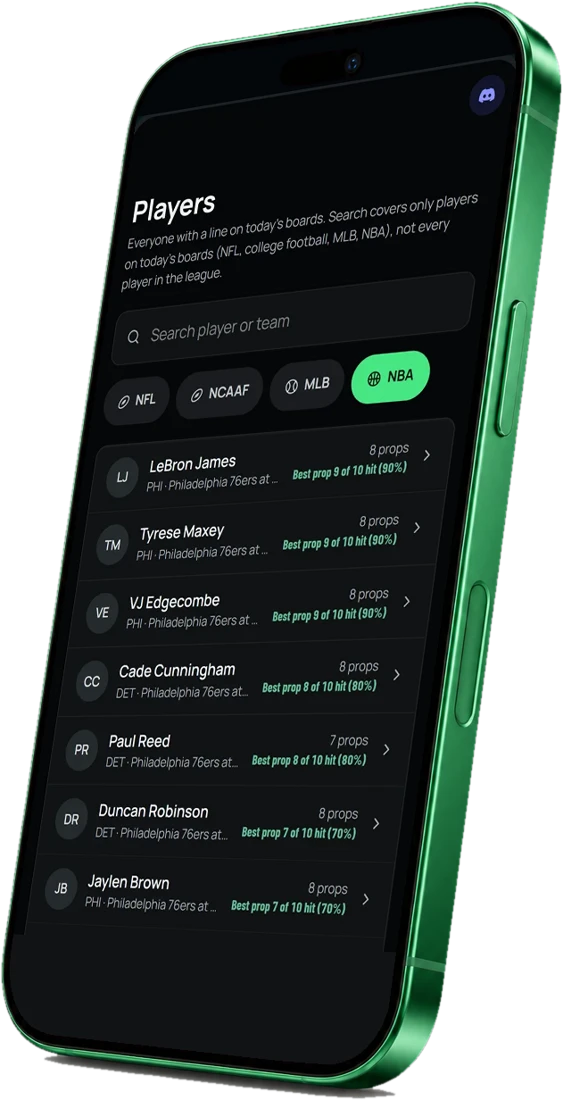 Players
Everyone with a line on today's boards. Search covers only players
on today's boards (NFL, college football, MLB, NBA), not every
player in the league.
Search player or team
NFL
NCAAF
MLB
NBA
LJ
LeBron James
8 props
PHI · Philadelphia 76ers at ...
Best prop 9 of 10 hit (90%)
TM
Tyrese Maxey
8 props
PHI · Philadelphia 76ers at ...
Best prop 9 of 10 hit (90%)
VE
VJ Edgecombe
8 props
PHI · Philadelphia 76ers at ...
Best prop 9 of 10 hit (90%)
CC
Cade Cunningham
8 props
DET · Philadelphia 76ers at...
Best prop 8 of 10 hit (80%)
PR
Paul Reed
7 props
DET · Philadelphia 76ers at...
Best prop 8 of 10 hit (80%)
DR
Duncan Robinson
8 props
DET · Philadelphia 76ers at...
Best prop 7 of 10 hit (70%)
JB
Jaylen Brown
8 props
PHI · Philadelphia 76ers at ...
Best prop 7 of 10 hit (70%)